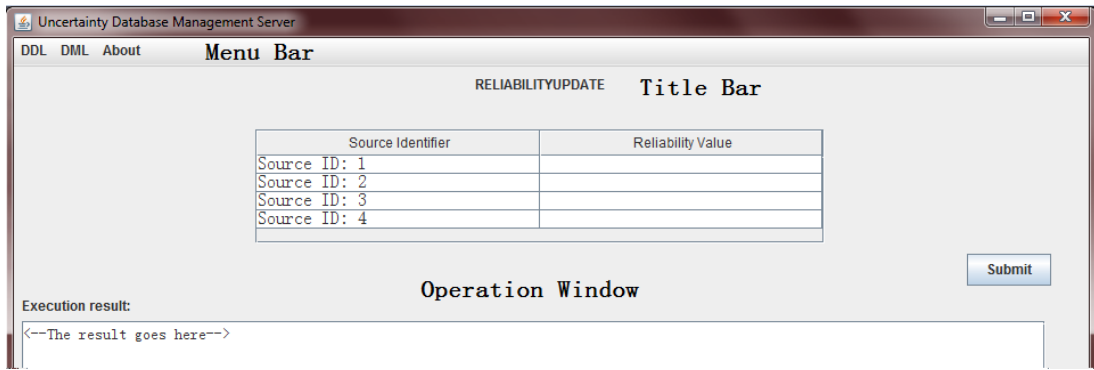 Uncertainty Database Management Server
DDL DML About Menu Bar
RELIABILITYUPDATE Title Bar
Source Identifier Reliability Value
Source ID: 1
Source ID: 2
Source ID: 3
Source ID: 4
Submit
Operation Window
Execution result:
<--The result goes here-->